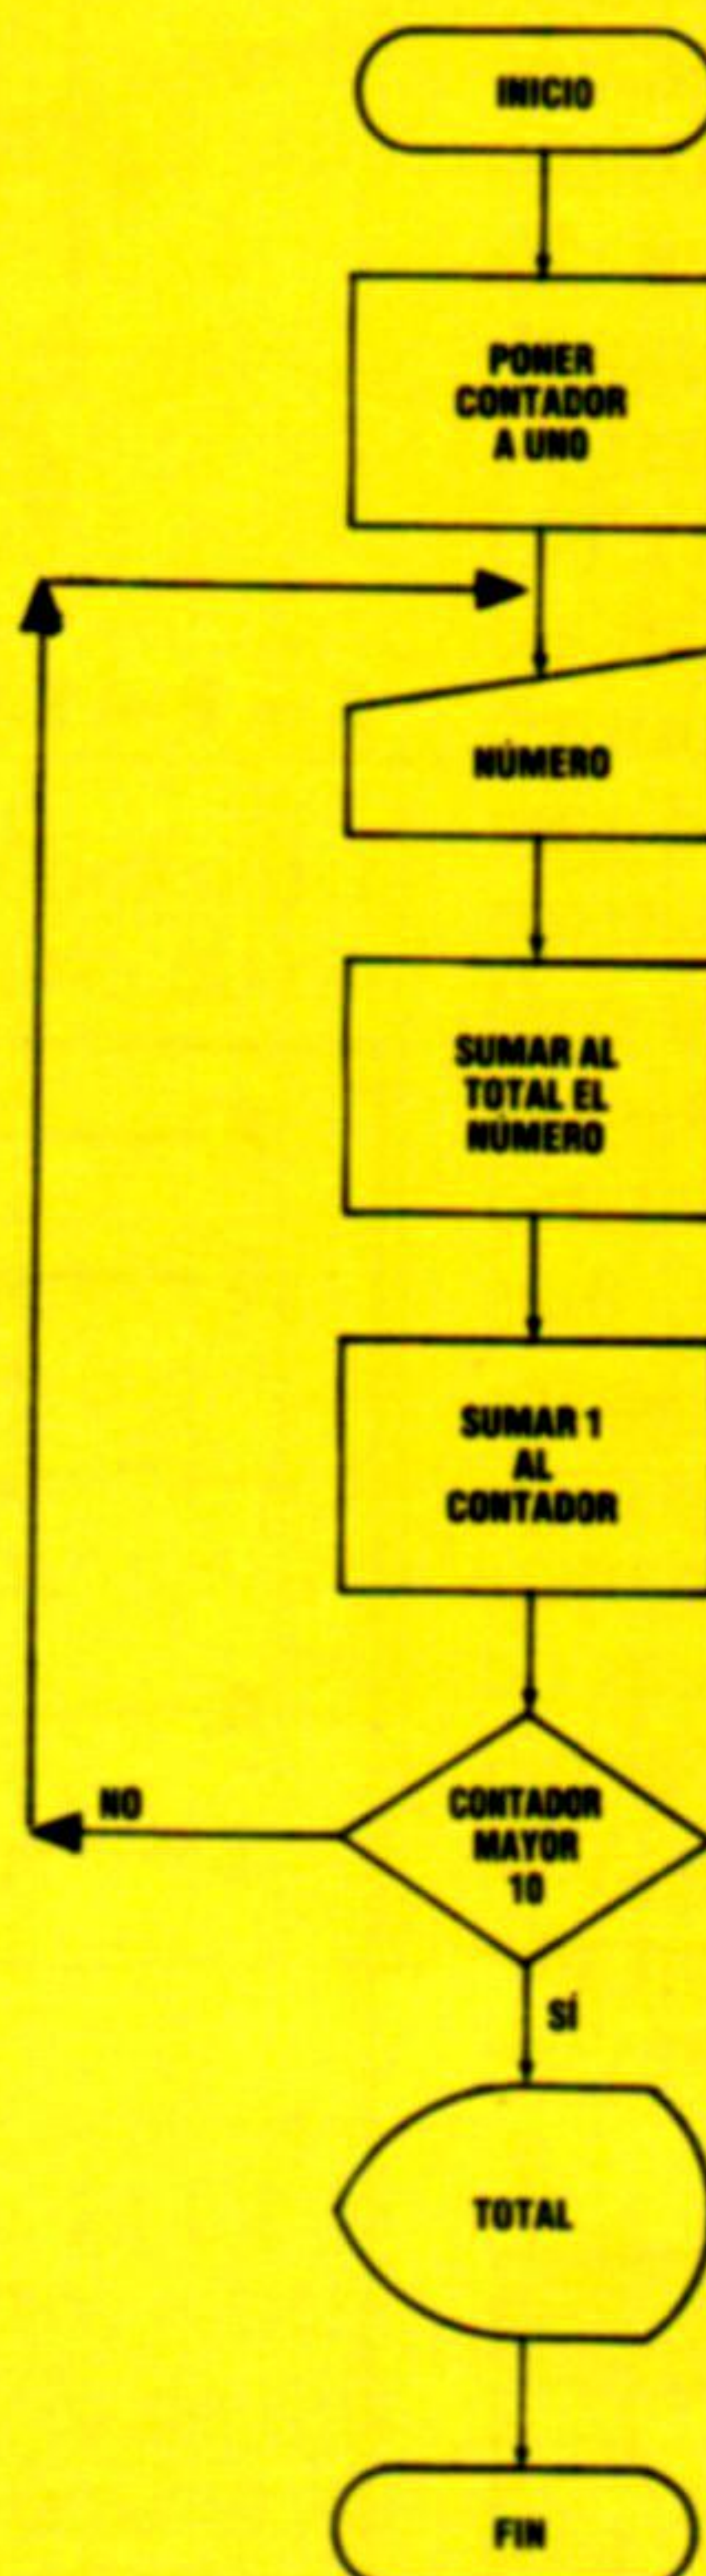 INICIO
PONER
CONTADOR
A UNO
NÚMERO
SUMAR AL
TOTAL EL
NÚMERO
SUMAR 1
AL
CONTADOR
NO
CONTADOR
MAYOR
10
SÍ
TOTAL
FIN